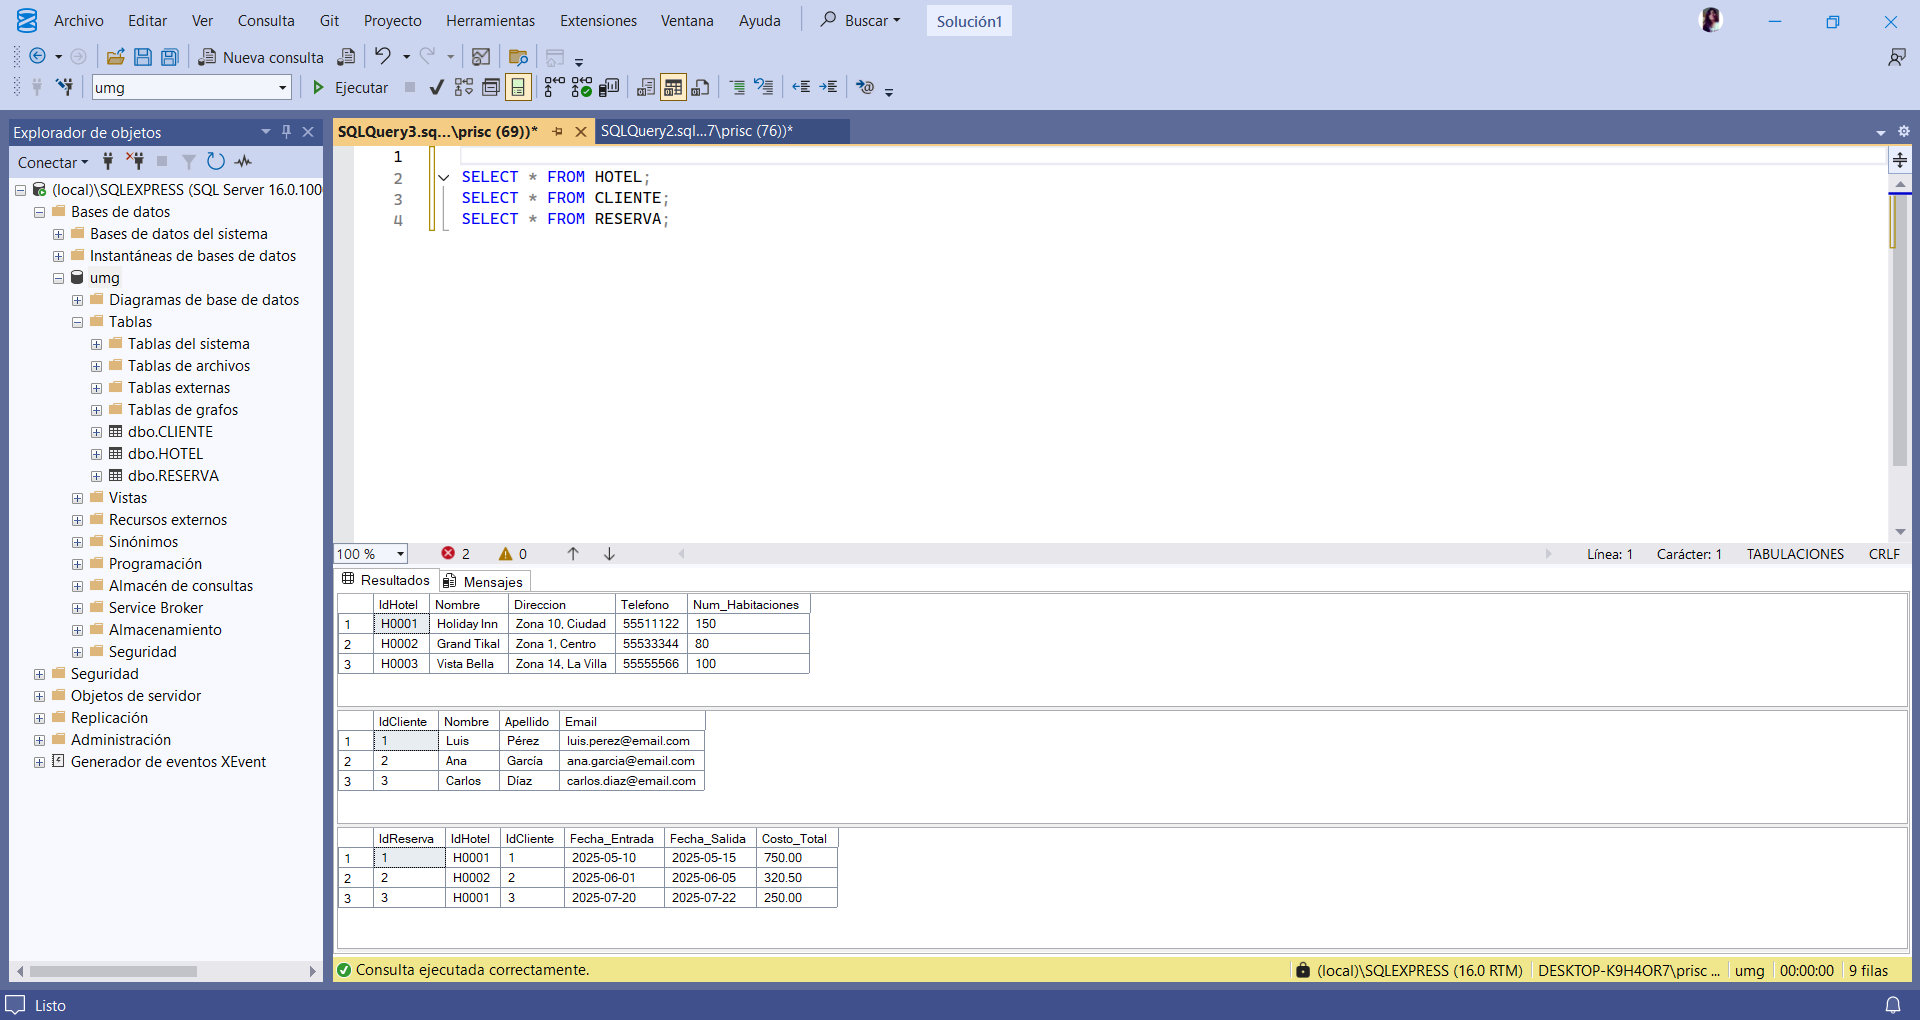 Archivo Editar Ver Consulta Git Proyecto Herramientas Extensiones Ventana Ayuda Buscar Solución1
Nueva consulta
umg Ejecutar
Explorador de objetos
Conectar
(local)\SQLEXPRESS (SQL Server 16.0.100
Bases de datos
Bases de datos del sistema
Instantáneas de bases de datos
umg
Diagramas de base de datos
Tablas
Tablas del sistema
Tablas de archivos
Tablas externas
Tablas de grafos
dbo.CLIENTE
dbo.HOTEL
dbo.RESERVA
Vistas
Recursos externos
Sinónimos
Programación
Almacén de consultas
Service Broker
Almacenamiento
Seguridad
Seguridad
Objetos de servidor
Replicación
Administración
Generador de eventos XEvent
SQLQuery3.sq...\prisc (69))* SQLQuery2.sql...7\prisc (76))*
1
2 SELECT * FROM HOTEL;
3 SELECT * FROM CLIENTE;
4 SELECT * FROM RESERVA;
100 % 2 0 Línea: 1 Carácter: 1 TABULACIONES CRLF
Resultados Mensajes
IdHotel Nombre Direccion Telefono Num_Habitaciones
1 H0001 Holiday Inn Zona 10, Ciudad 55511122 150
2 H0002 Grand Tikal Zona 1, Centro 55533344 80
3 H0003 Vista Bella Zona 14, La Villa 55555566 100
IdCliente Nombre Apellido Email
1 1 Luis Pérez luis.perez@email.com
2 2 Ana García ana.garcia@email.com
3 3 Carlos Díaz carlos.diaz@email.com
IdReserva IdHotel IdCliente Fecha_Entrada Fecha_Salida Costo_Total
1 1 H0001 1 2025-05-10 2025-05-15 750.00
2 2 H0002 2 2025-06-01 2025-06-05 320.50
3 3 H0001 3 2025-07-20 2025-07-22 250.00
Consulta ejecutada correctamente. (local)\SQLEXPRESS (16.0 RTM) DESKTOP-K9H4OR7\prisc ... umg 00:00:00 9 filas
Listo